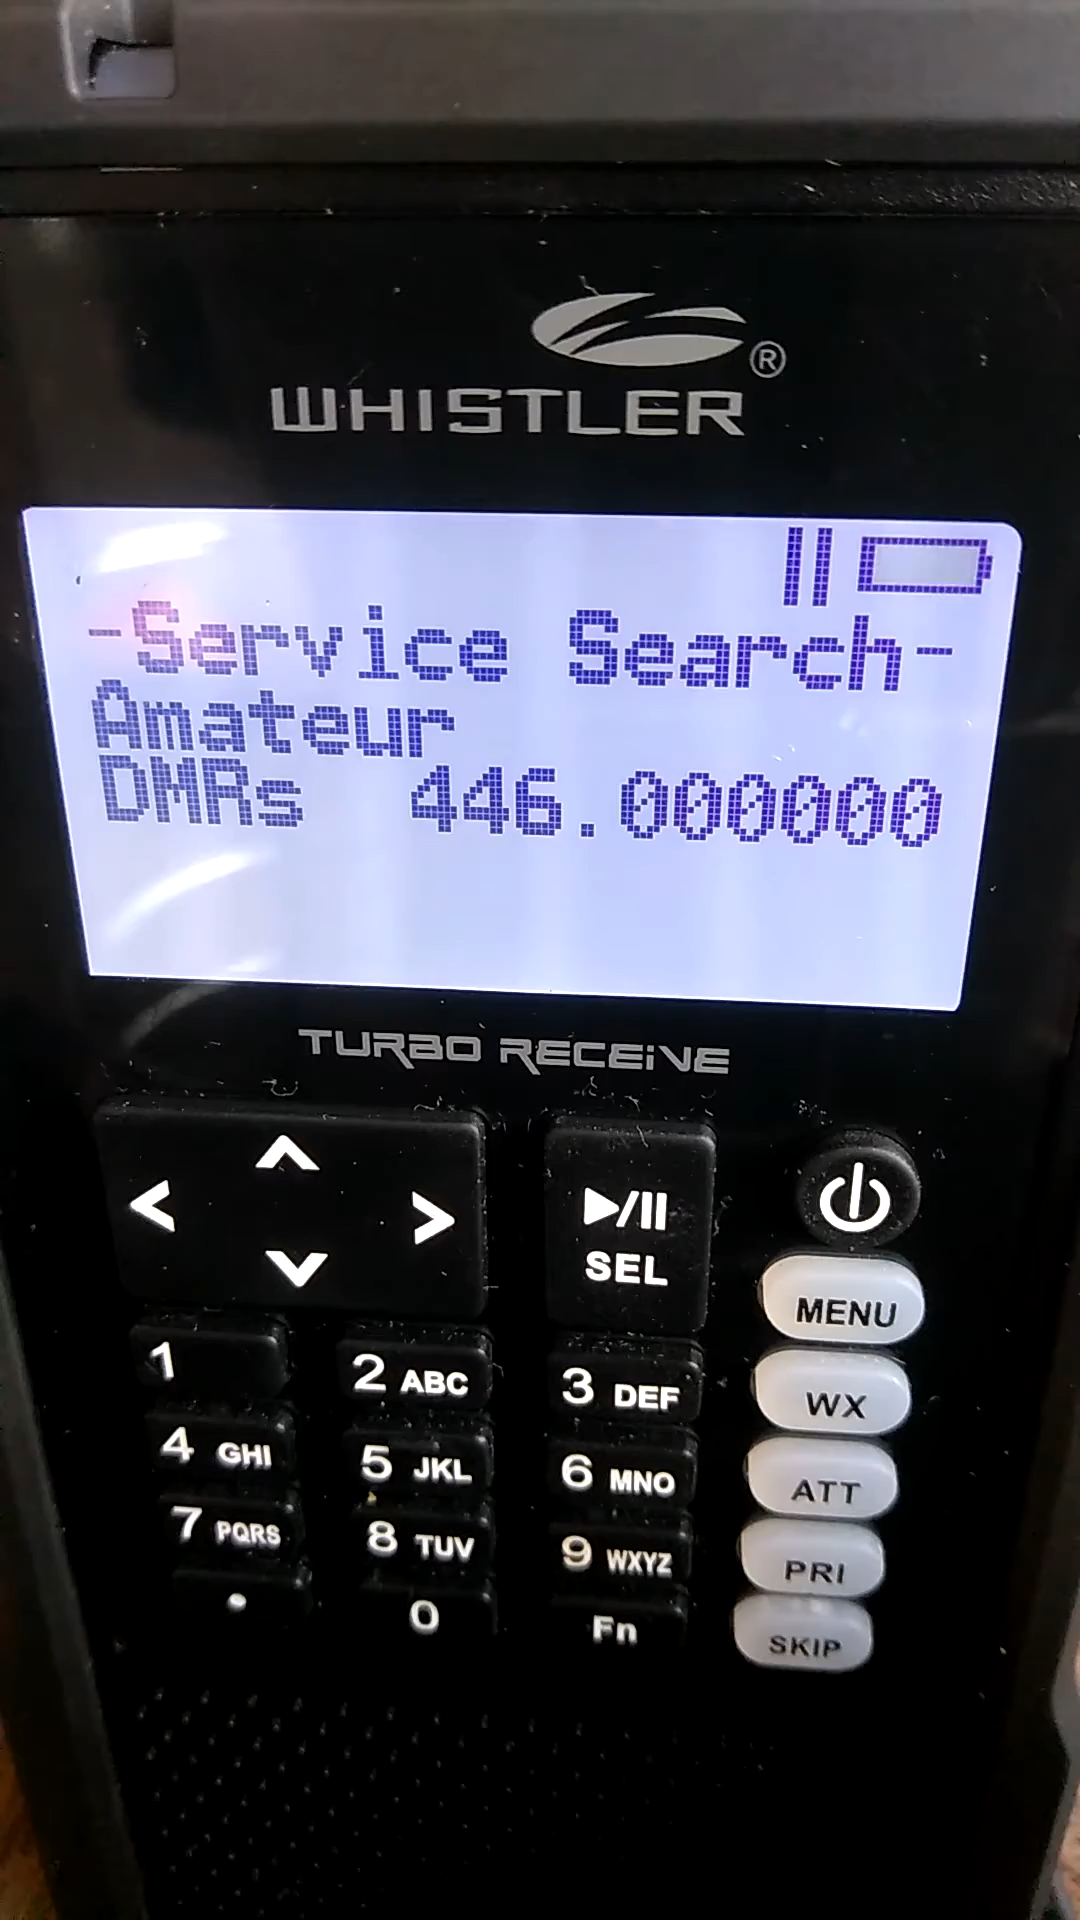 ®
WHISTLER
-Service Search-
Amateur
DMRs 446.000000
TURBO RECEIVE
▶/II
SEL
MENU
1
2 ABC
3 DEF
WX
4 GHI
5 JKL
6 MNO
ATT
7 PQRS
8 TUV
9 WXYZ
PRI
.
0
Fn
SKIP